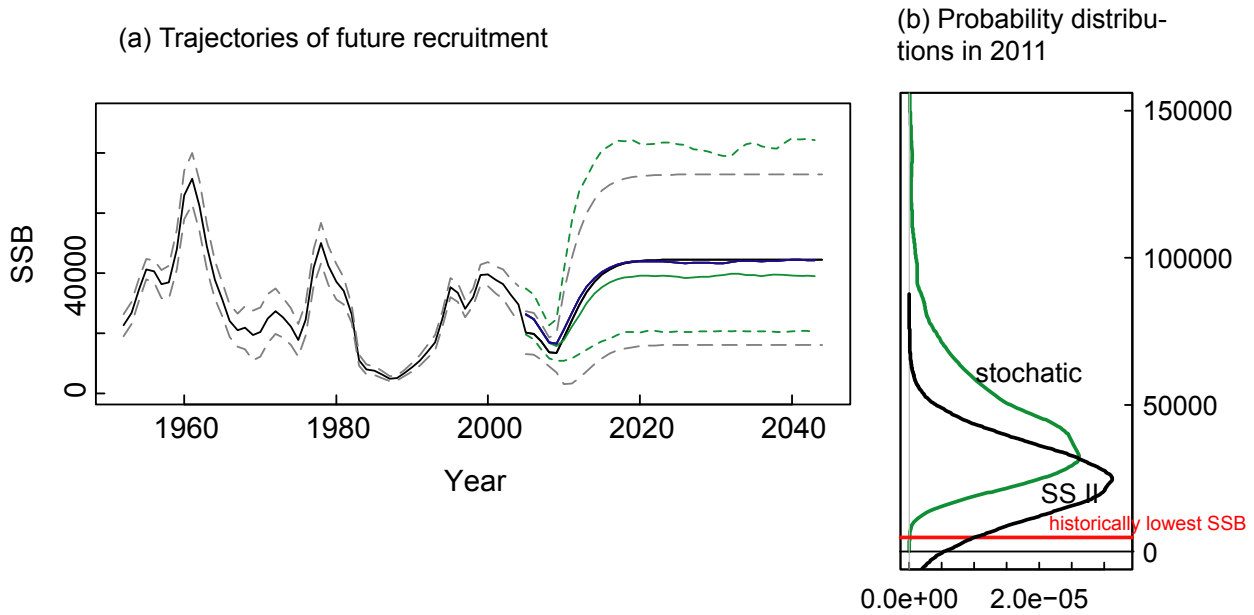 (a) Trajectories of future recruitment
(b) Probability distribu-
tions in 2011
SSB
40000
0
1960
1980
2000
2020
2040
Year
150000
100000
50000
0
stochatic
SS II
historically lowest SSB
0.0e+00
2.0e−05